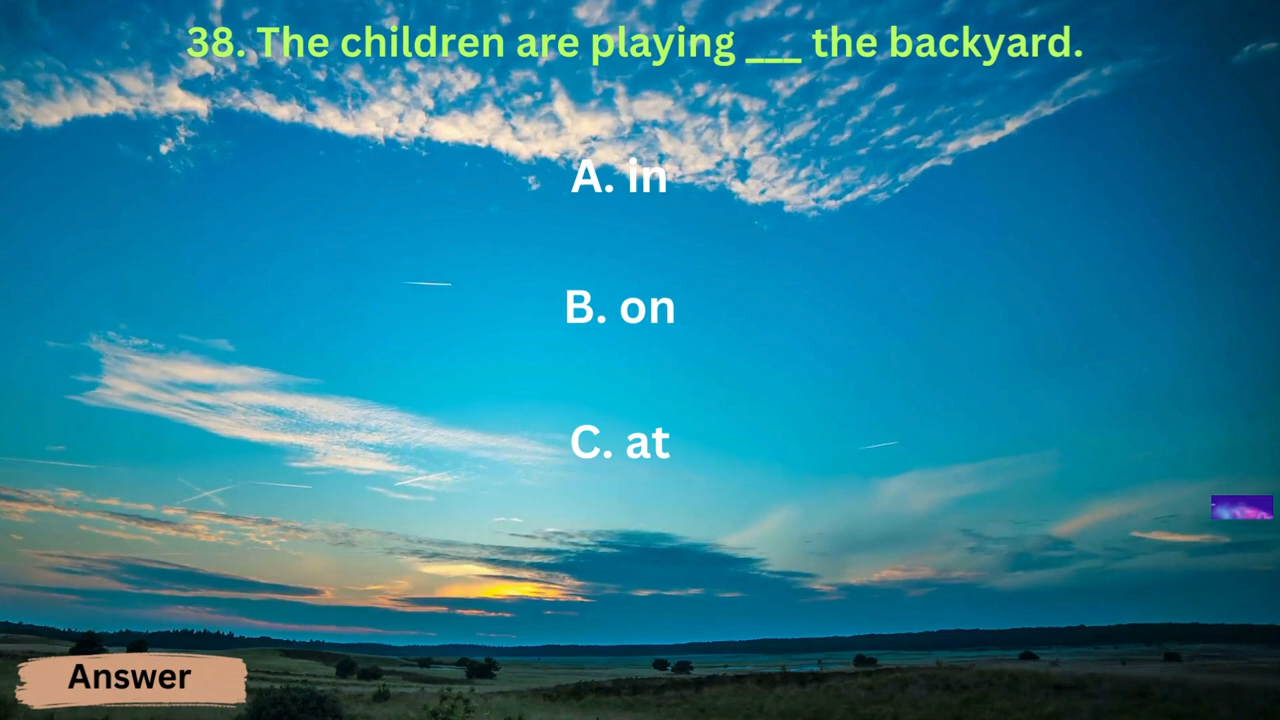 38. The children are playing ___ the backyard.
A. in
B. on
C. at
Answer